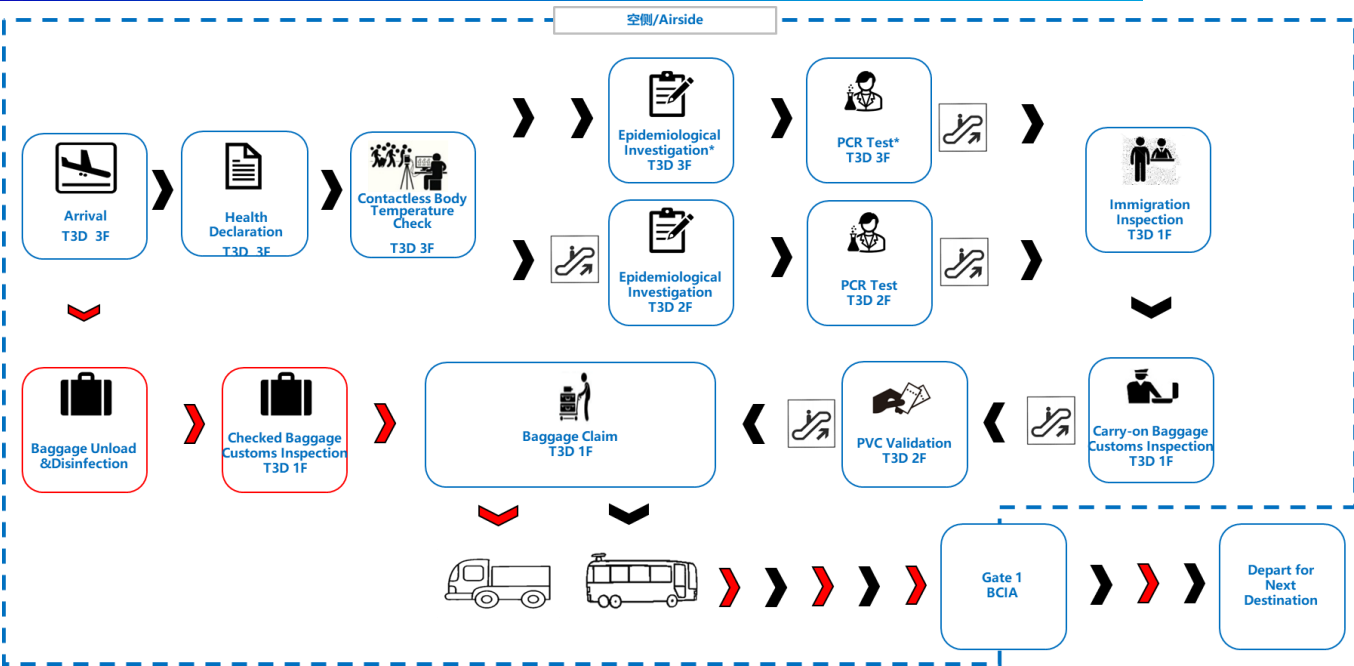 空侧/Airside
Arrival
T3D 3F
Health
Declaration
T3D 3F
Contactless Body
Temperature
Check
T3D 3F
Epidemiological
Investigation*
T3D 3F
PCR Test*
T3D 3F
Epidemiological
Investigation
T3D 2F
PCR Test
T3D 2F
Immigration
Inspection
T3D 1F
Baggage Unload
&Disinfection
Checked Baggage
Customs Inspection
T3D 1F
Baggage Claim
T3D 1F
PVC Validation
T3D 2F
Carry-on Baggage
Customs Inspection
T3D 1F
Gate 1
BCIA
Depart for
Next
Destination